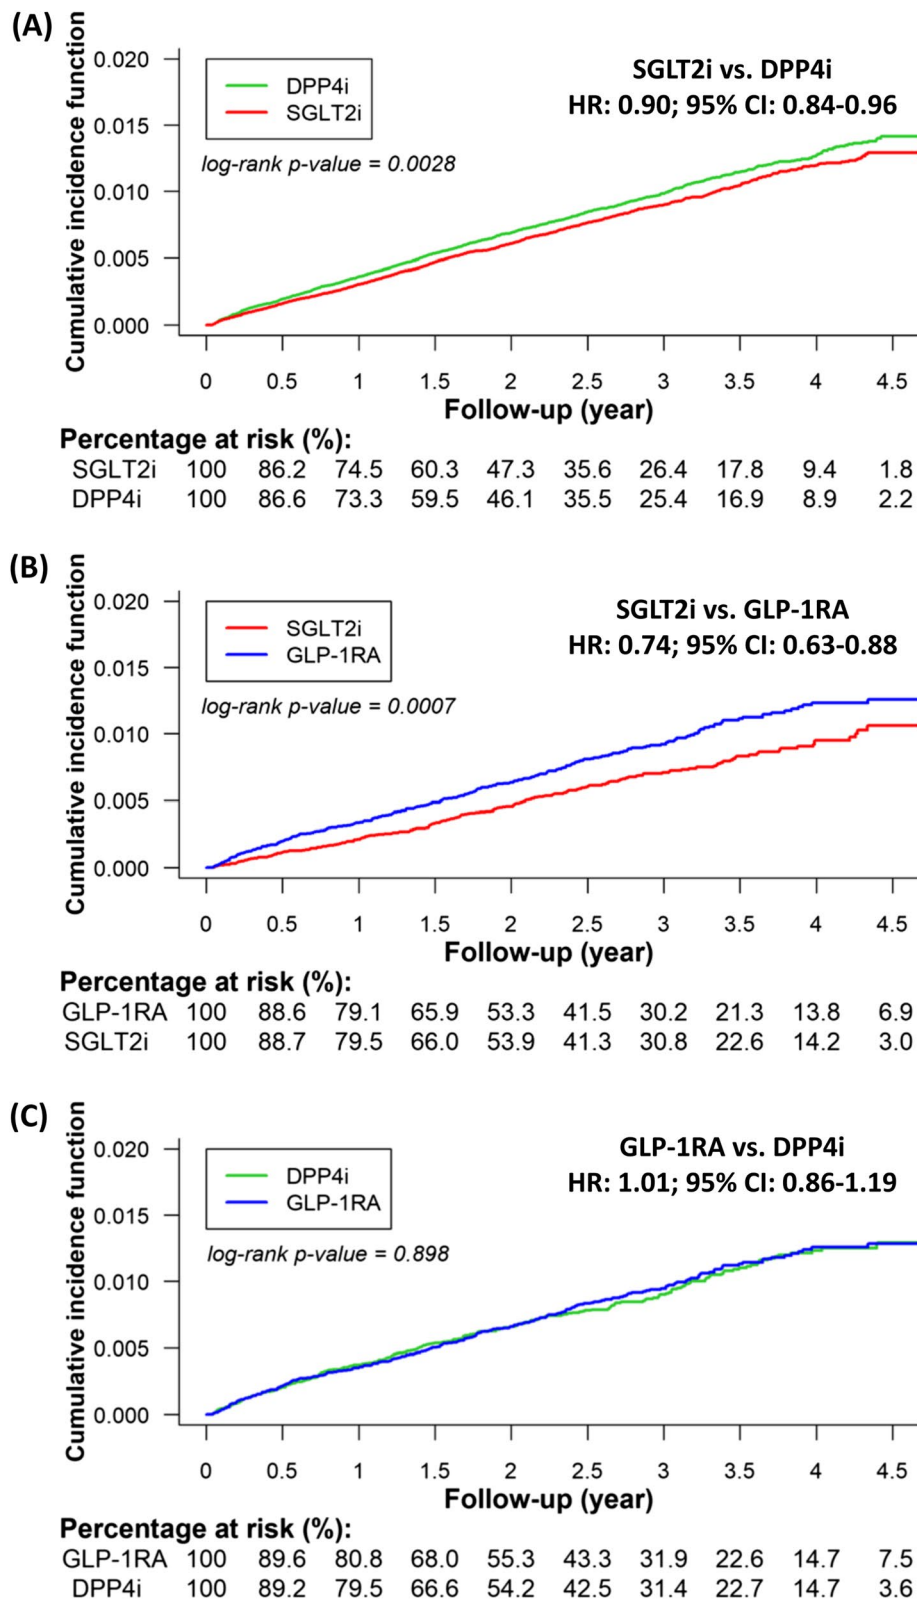 (A)
Cumulative incidence function
0.020
0.015
0.010
0.005
0.000
DPP4i
SGLT2i
log-rank p-value = 0.0028
SGLT2i vs. DPP4i
HR: 0.90; 95% CI: 0.84-0.96
0 0.5 1 1.5 2 2.5 3 3.5 4 4.5
Follow-up (year)
Percentage at risk (%):
SGLT2i 100 86.2 74.5 60.3 47.3 35.6 26.4 17.8 9.4 1.8
DPP4i 100 86.6 73.3 59.5 46.1 35.5 25.4 16.9 8.9 2.2
(B)
Cumulative incidence function
0.020
0.015
0.010
0.005
0.000
SGLT2i
GLP-1RA
log-rank p-value = 0.0007
SGLT2i vs. GLP-1RA
HR: 0.74; 95% CI: 0.63-0.88
0 0.5 1 1.5 2 2.5 3 3.5 4 4.5
Follow-up (year)
Percentage at risk (%):
GLP-1RA 100 88.6 79.1 65.9 53.3 41.5 30.2 21.3 13.8 6.9
SGLT2i 100 88.7 79.5 66.0 53.9 41.3 30.8 22.6 14.2 3.0
(C)
Cumulative incidence function
0.020
0.015
0.010
0.005
0.000
DPP4i
GLP-1RA
log-rank p-value = 0.898
GLP-1RA vs. DPP4i
HR: 1.01; 95% CI: 0.86-1.19
0 0.5 1 1.5 2 2.5 3 3.5 4 4.5
Follow-up (year)
Percentage at risk (%):
GLP-1RA 100 89.6 80.8 68.0 55.3 43.3 31.9 22.6 14.7 7.5
DPP4i 100 89.2 79.5 66.6 54.2 42.5 31.4 22.7 14.7 3.6